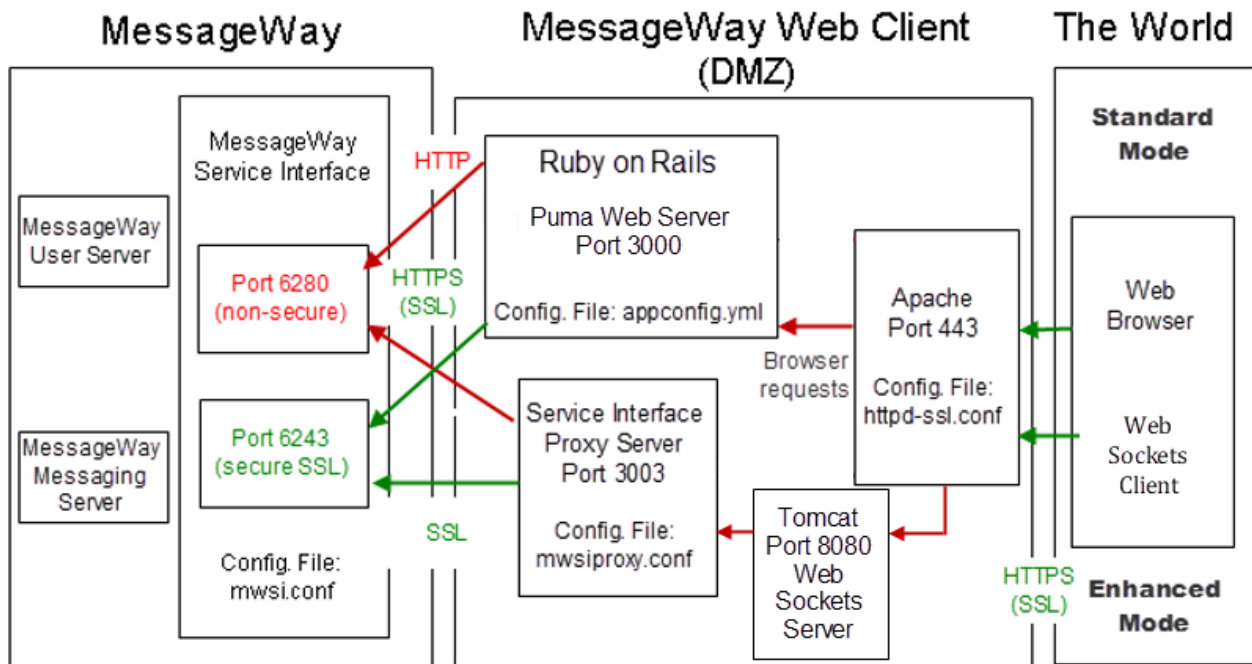 MessageWay
MessageWay Web Client
(DMZ)
The World
MessageWay
Service Interface
MessageWay
User Server
Port 6280
(non-secure)
Port 6243
(secure SSL)
MessageWay
Messaging
Server
Config. File:
mwsi.conf
HTTP
HTTPS
(SSL)
SSL
Ruby on Rails
Puma Web Server
Port 3000
Config. File: appconfig.yml
Service Interface
Proxy Server
Port 3003
Config. File:
mwsiproxy.conf
Browser
requests
Apache
Port 443
Config. File:
httpd-ssl.conf
Tomcat
Port 8080
Web
Sockets
Server
HTTPS
(SSL)
Standard
Mode
Web
Browser
Web
Sockets
Client
Enhanced
Mode